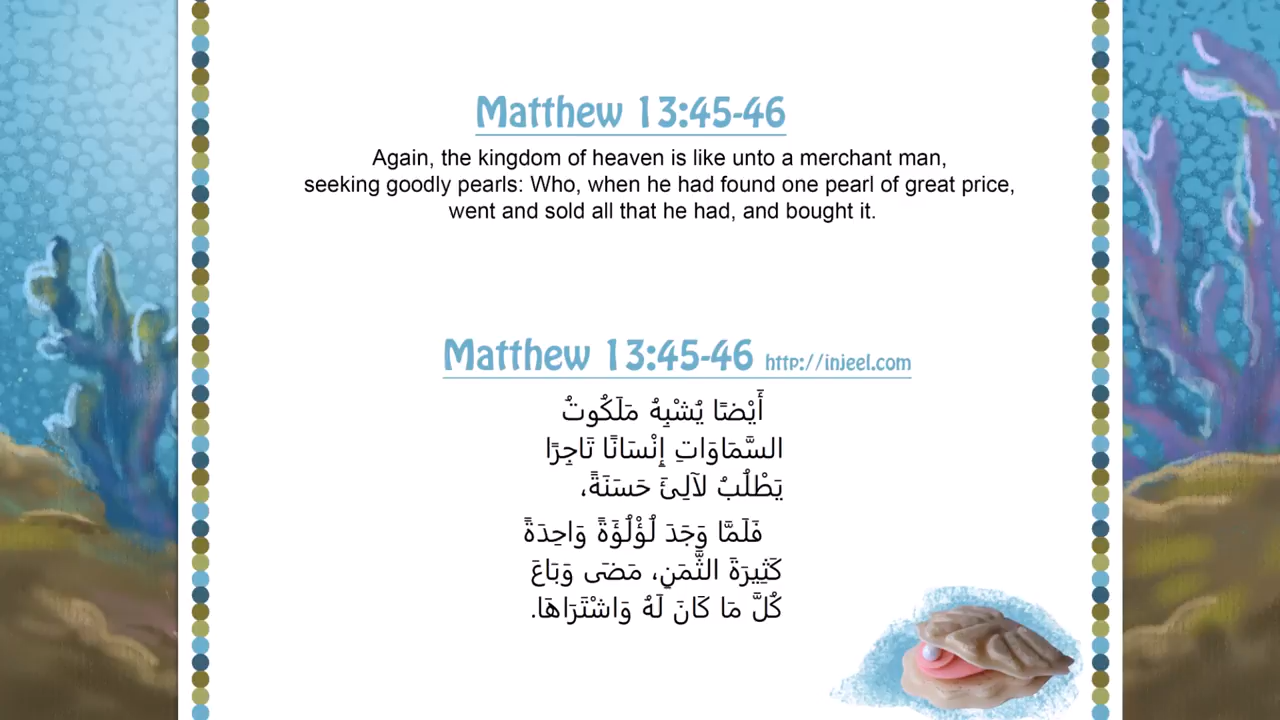 Matthew 13:45-46
Again, the kingdom of heaven is like unto a merchant man,
seeking goodly pearls: Who, when he had found one pearl of great price,
went and sold all that he had, and bought it.
Matthew 13:45-46 http://injeel.com
أَيْضًا يُشْبِهُ مَلَكُوتُ
السَّمَاوَاتِ إِنْسَانًا تَاجِرًا
يَطْلُبُ لآلِئَ حَسَنَةً،
فَلَمَّا وَجَدَ لُؤْلُؤَةً وَاحِدَةً
كَثِيرَةَ الثَّمَنِ، مَضَى وَبَاعَ
كُلَّ مَا كَانَ لَهُ وَاشْتَرَاهَا.